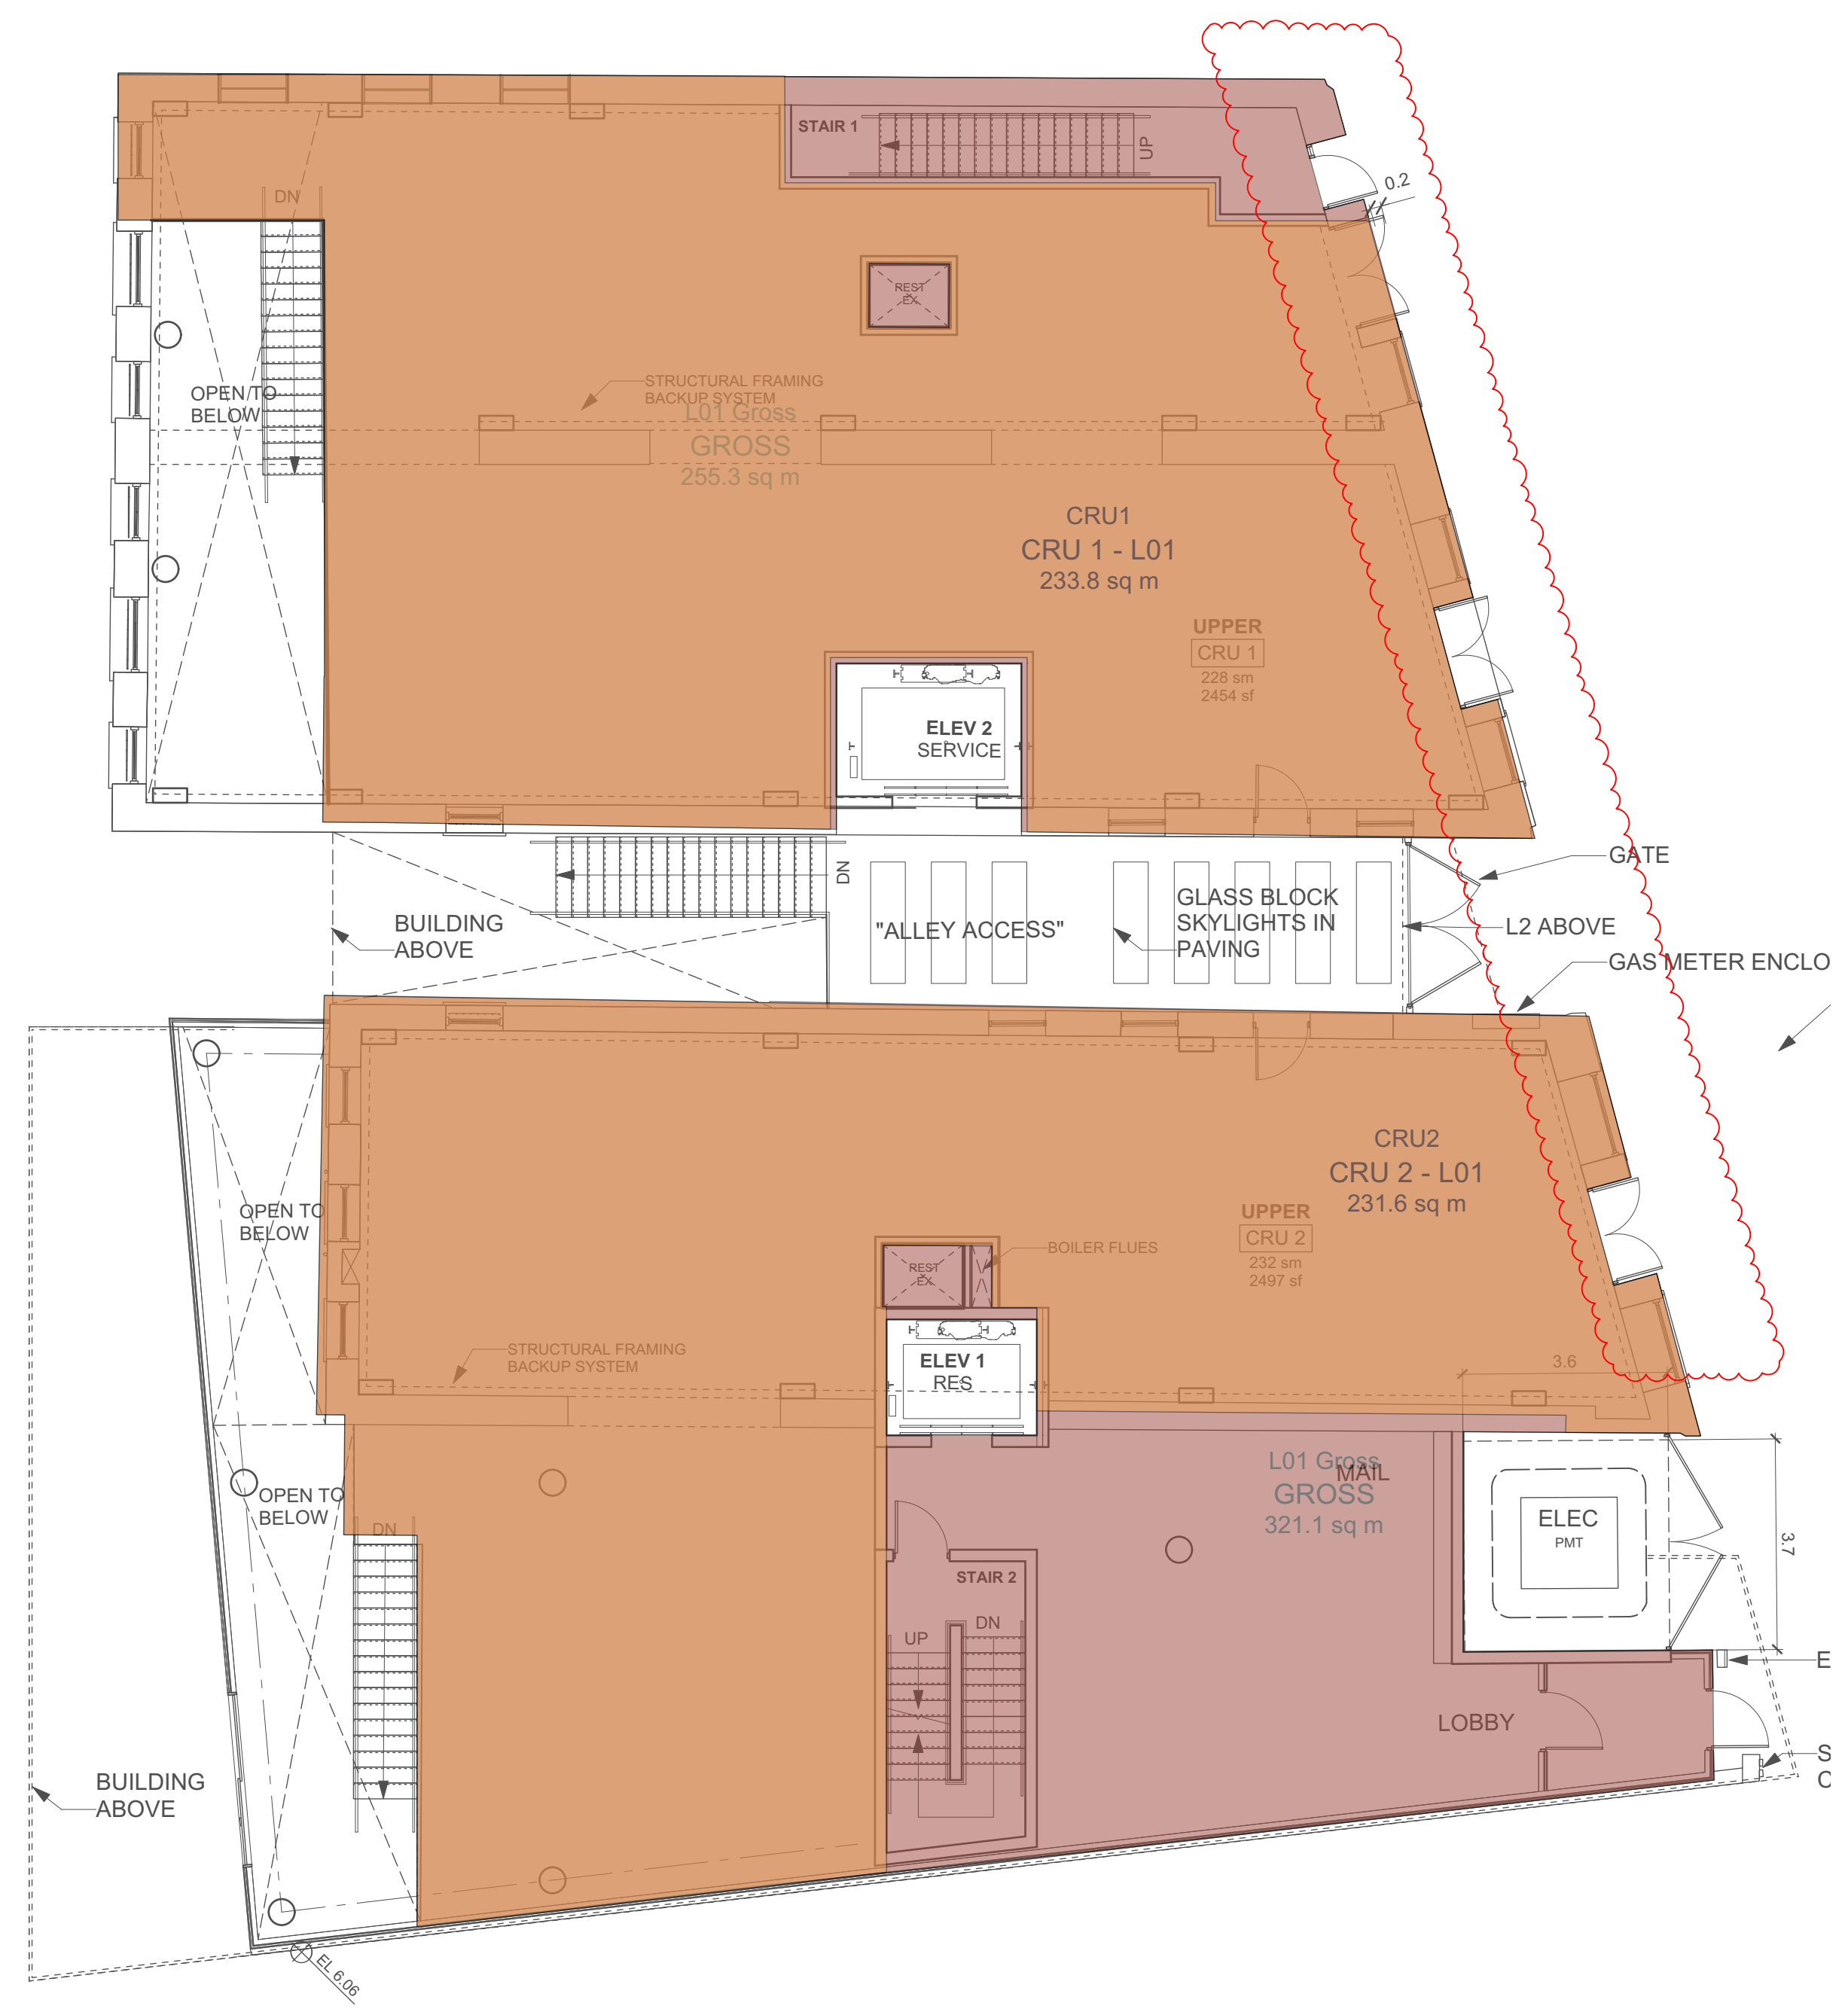 STAIR 1
UP
0.2
DN
REST
EX
OPEN TO
BELOW
STRUCTURAL FRAMING
BACKUP SYSTEM
L01 Gross
GROSS
255.3 sq m
CRU1
CRU 1 - L01
233.8 sq m
UPPER
CRU 1
228 sm
2454 sf
ELEV 2
SERVICE
GATE
DN
BUILDING
ABOVE
"ALLEY ACCESS"
GLASS BLOCK
SKYLIGHTS IN
PAVING
L2 ABOVE
GAS METER ENCLO
CRU2
CRU 2 - L01
231.6 sq m
OPEN TO
BELOW
UPPER
CRU 2
232 sm
2497 sf
BOILER FLUES
REST
EX
STRUCTURAL FRAMING
BACKUP SYSTEM
ELEV 1
RES
3.6
L01 Gross
MAIL
GROSS
321.1 sq m
OPEN TO
BELOW
DN
ELEC
PMT
3.7
STAIR 2
UP
DN
E
LOBBY
S
C
BUILDING
ABOVE
EL 6.06